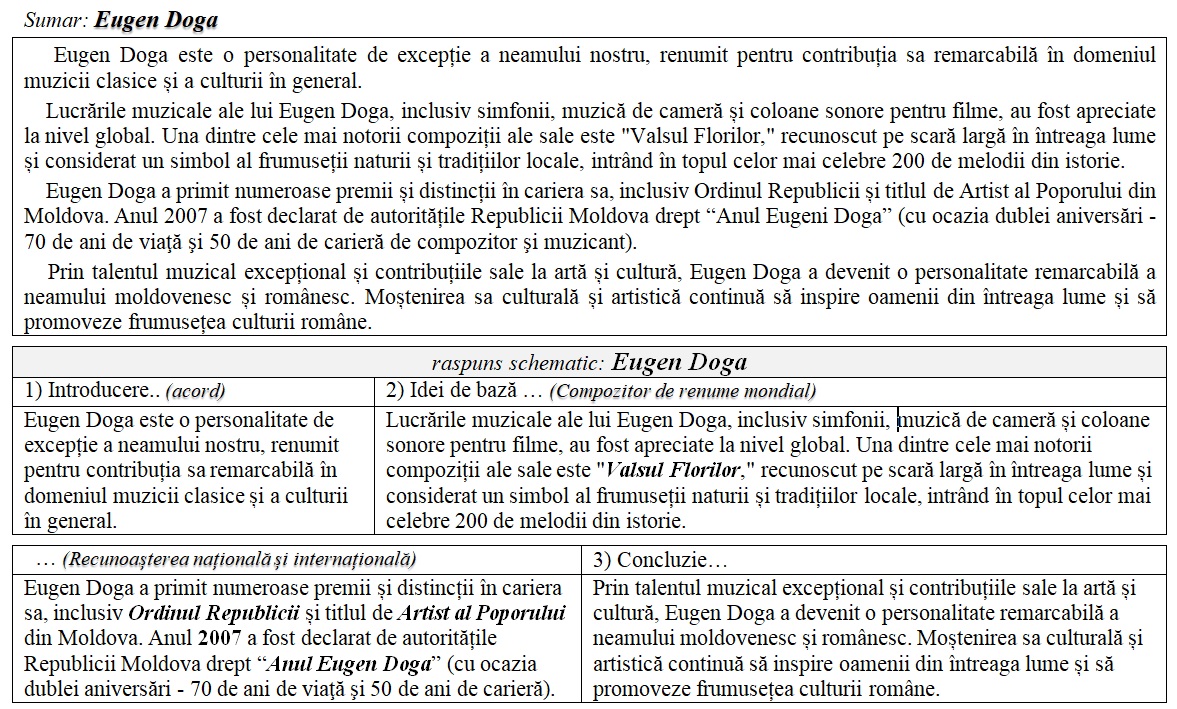 Sumar: Eugen Doga
Eugen Doga este o personalitate de excepție a neamului nostru, renumit pentru contribuția sa remarcabilă în domeniul
muzicii clasice și a culturii în general.
Lucrările muzicale ale lui Eugen Doga, inclusiv simfonii, muzică de cameră și coloane sonore pentru filme, au fost apreciate
la nivel global. Una dintre cele mai notorii compoziții ale sale este "Valsul Florilor," recunoscut pe scară largă în întreaga lume
și considerat un simbol al frumuseții naturii și tradițiilor locale, intrând în topul celor mai celebre 200 de melodii din istorie.
Eugen Doga a primit numeroase premii și distincții în cariera sa, inclusiv Ordinul Republicii și titlul de Artist al Poporului din
Moldova. Anul 2007 a fost declarat de autoritățile Republicii Moldova drept “Anul Eugeni Doga” (cu ocazia dublei aniversări -
70 de ani de viaţă şi 50 de ani de carieră de compozitor şi muzicant).
Prin talentul muzical excepțional și contribuțiile sale la artă și cultură, Eugen Doga a devenit o personalitate remarcabilă a
neamului moldovenesc și românesc. Moștenirea sa culturală și artistică continuă să inspire oamenii din întreaga lume și să
promoveze frumusețea culturii române.
raspuns schematic: Eugen Doga
1) Introducere.. (acord)
2) Idei de bază … (Compozitor de renume mondial)
Eugen Doga este o personalitate de
excepție a neamului nostru, renumit
pentru contribuția sa remarcabilă în
domeniul muzicii clasice și a culturii
în general.
Lucrările muzicale ale lui Eugen Doga, inclusiv simfonii, muzică de cameră și coloane
sonore pentru filme, au fost apreciate la nivel global. Una dintre cele mai notorii
compoziții ale sale este "Valsul Florilor," recunoscut pe scară largă în întreaga lume și
considerat un simbol al frumuseții naturii și tradițiilor locale, intrând în topul celor mai
celebre 200 de melodii din istorie.
… (Recunoașterea națională și internațională)
3) Concluzie…
Eugen Doga a primit numeroase premii și distincții în cariera
sa, inclusiv Ordinul Republicii și titlul de Artist al Poporului
din Moldova. Anul 2007 a fost declarat de autoritățile
Republicii Moldova drept “Anul Eugen Doga” (cu ocazia
dublei aniversări - 70 de ani de viaţă şi 50 de ani de carieră).
Prin talentul muzical excepțional și contribuțiile sale la artă și
cultură, Eugen Doga a devenit o personalitate remarcabilă a
neamului moldovenesc și românesc. Moștenirea sa culturală și
artistică continuă să inspire oamenii din întreaga lume și să
promoveze frumusețea culturii române.